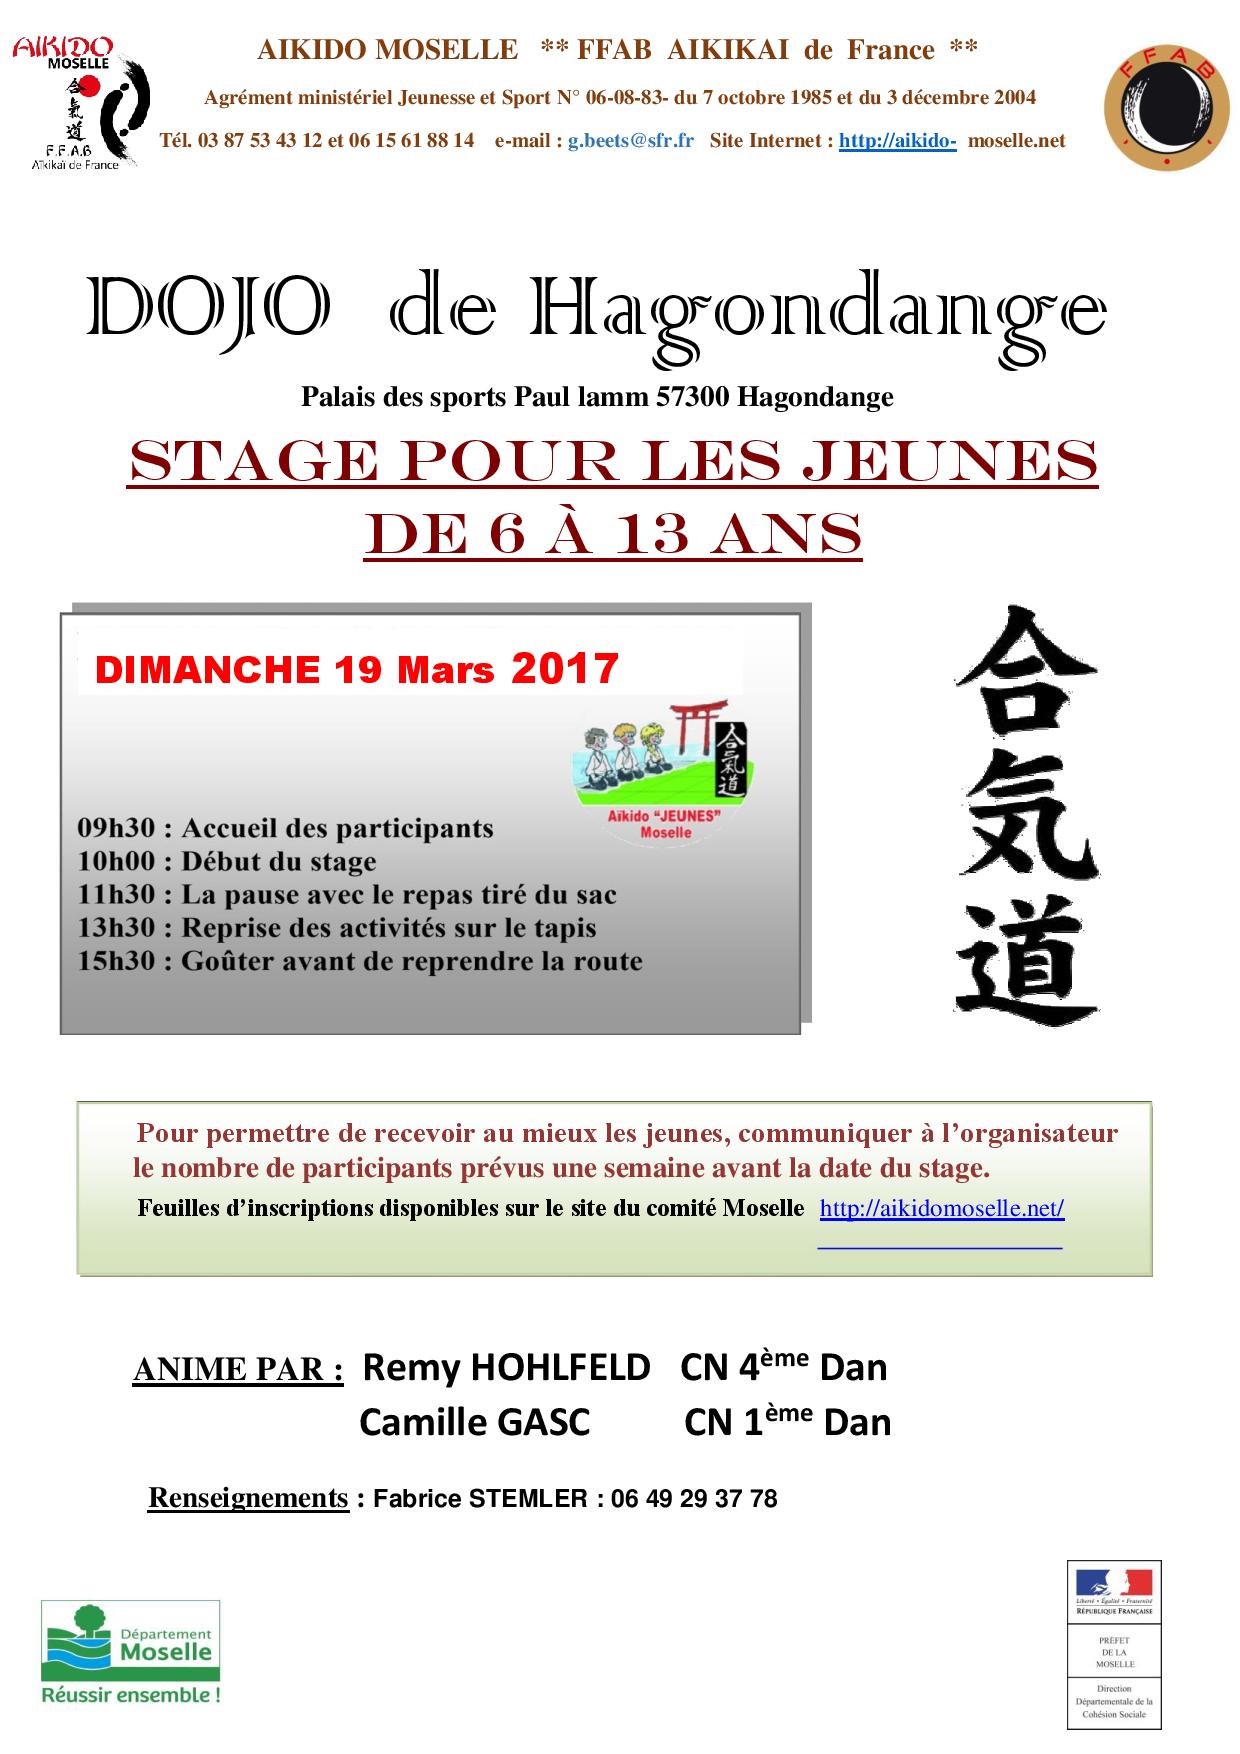 AIKIDO
MOSELLE
合
氣
道
F.F.A.B
Aïkikaï de France
AIKIDO MOSELLE ** FFAB AIKIKAI de France **
Agrément ministériel Jeunesse et Sport N° 06-08-83- du 7 octobre 1985 et du 3 décembre 2004
Tél. 03 87 53 43 12 et 06 15 61 88 14 e-mail : g.beets@sfr.fr Site Internet : http://aikido- moselle.net
FFAB
DOJO de Hagondange
Palais des sports Paul lamm 57300 Hagondange
STAGE POUR LES JEUNES
DE 6 À 13 ANS
DIMANCHE 19 Mars 2017
合
氣
道
Aïkido "JEUNES"
Moselle
09h30 : Accueil des participants
10h00 : Début du stage
11h30 : La pause avec le repas tiré du sac
13h30 : Reprise des activités sur le tapis
15h30 : Goûter avant de reprendre la route
合
気
道
Pour permettre de recevoir au mieux les jeunes, communiquer à l’organisateur
le nombre de participants prévus une semaine avant la date du stage.
Feuilles d’inscriptions disponibles sur le site du comité Moselle http://aikidomoselle.net/
ANIME PAR : Remy HOHLFELD CN 4ème Dan
Camille GASC CN 1ème Dan
Renseignements : Fabrice STEMLER : 06 49 29 37 78
Département
Moselle
Réussir ensemble !
Liberté • Égalité • Fraternité
RÉPUBLIQUE FRANÇAISE
PRÉFET
DE LA
MOSELLE
Direction
Départementale de la
Cohésion Sociale